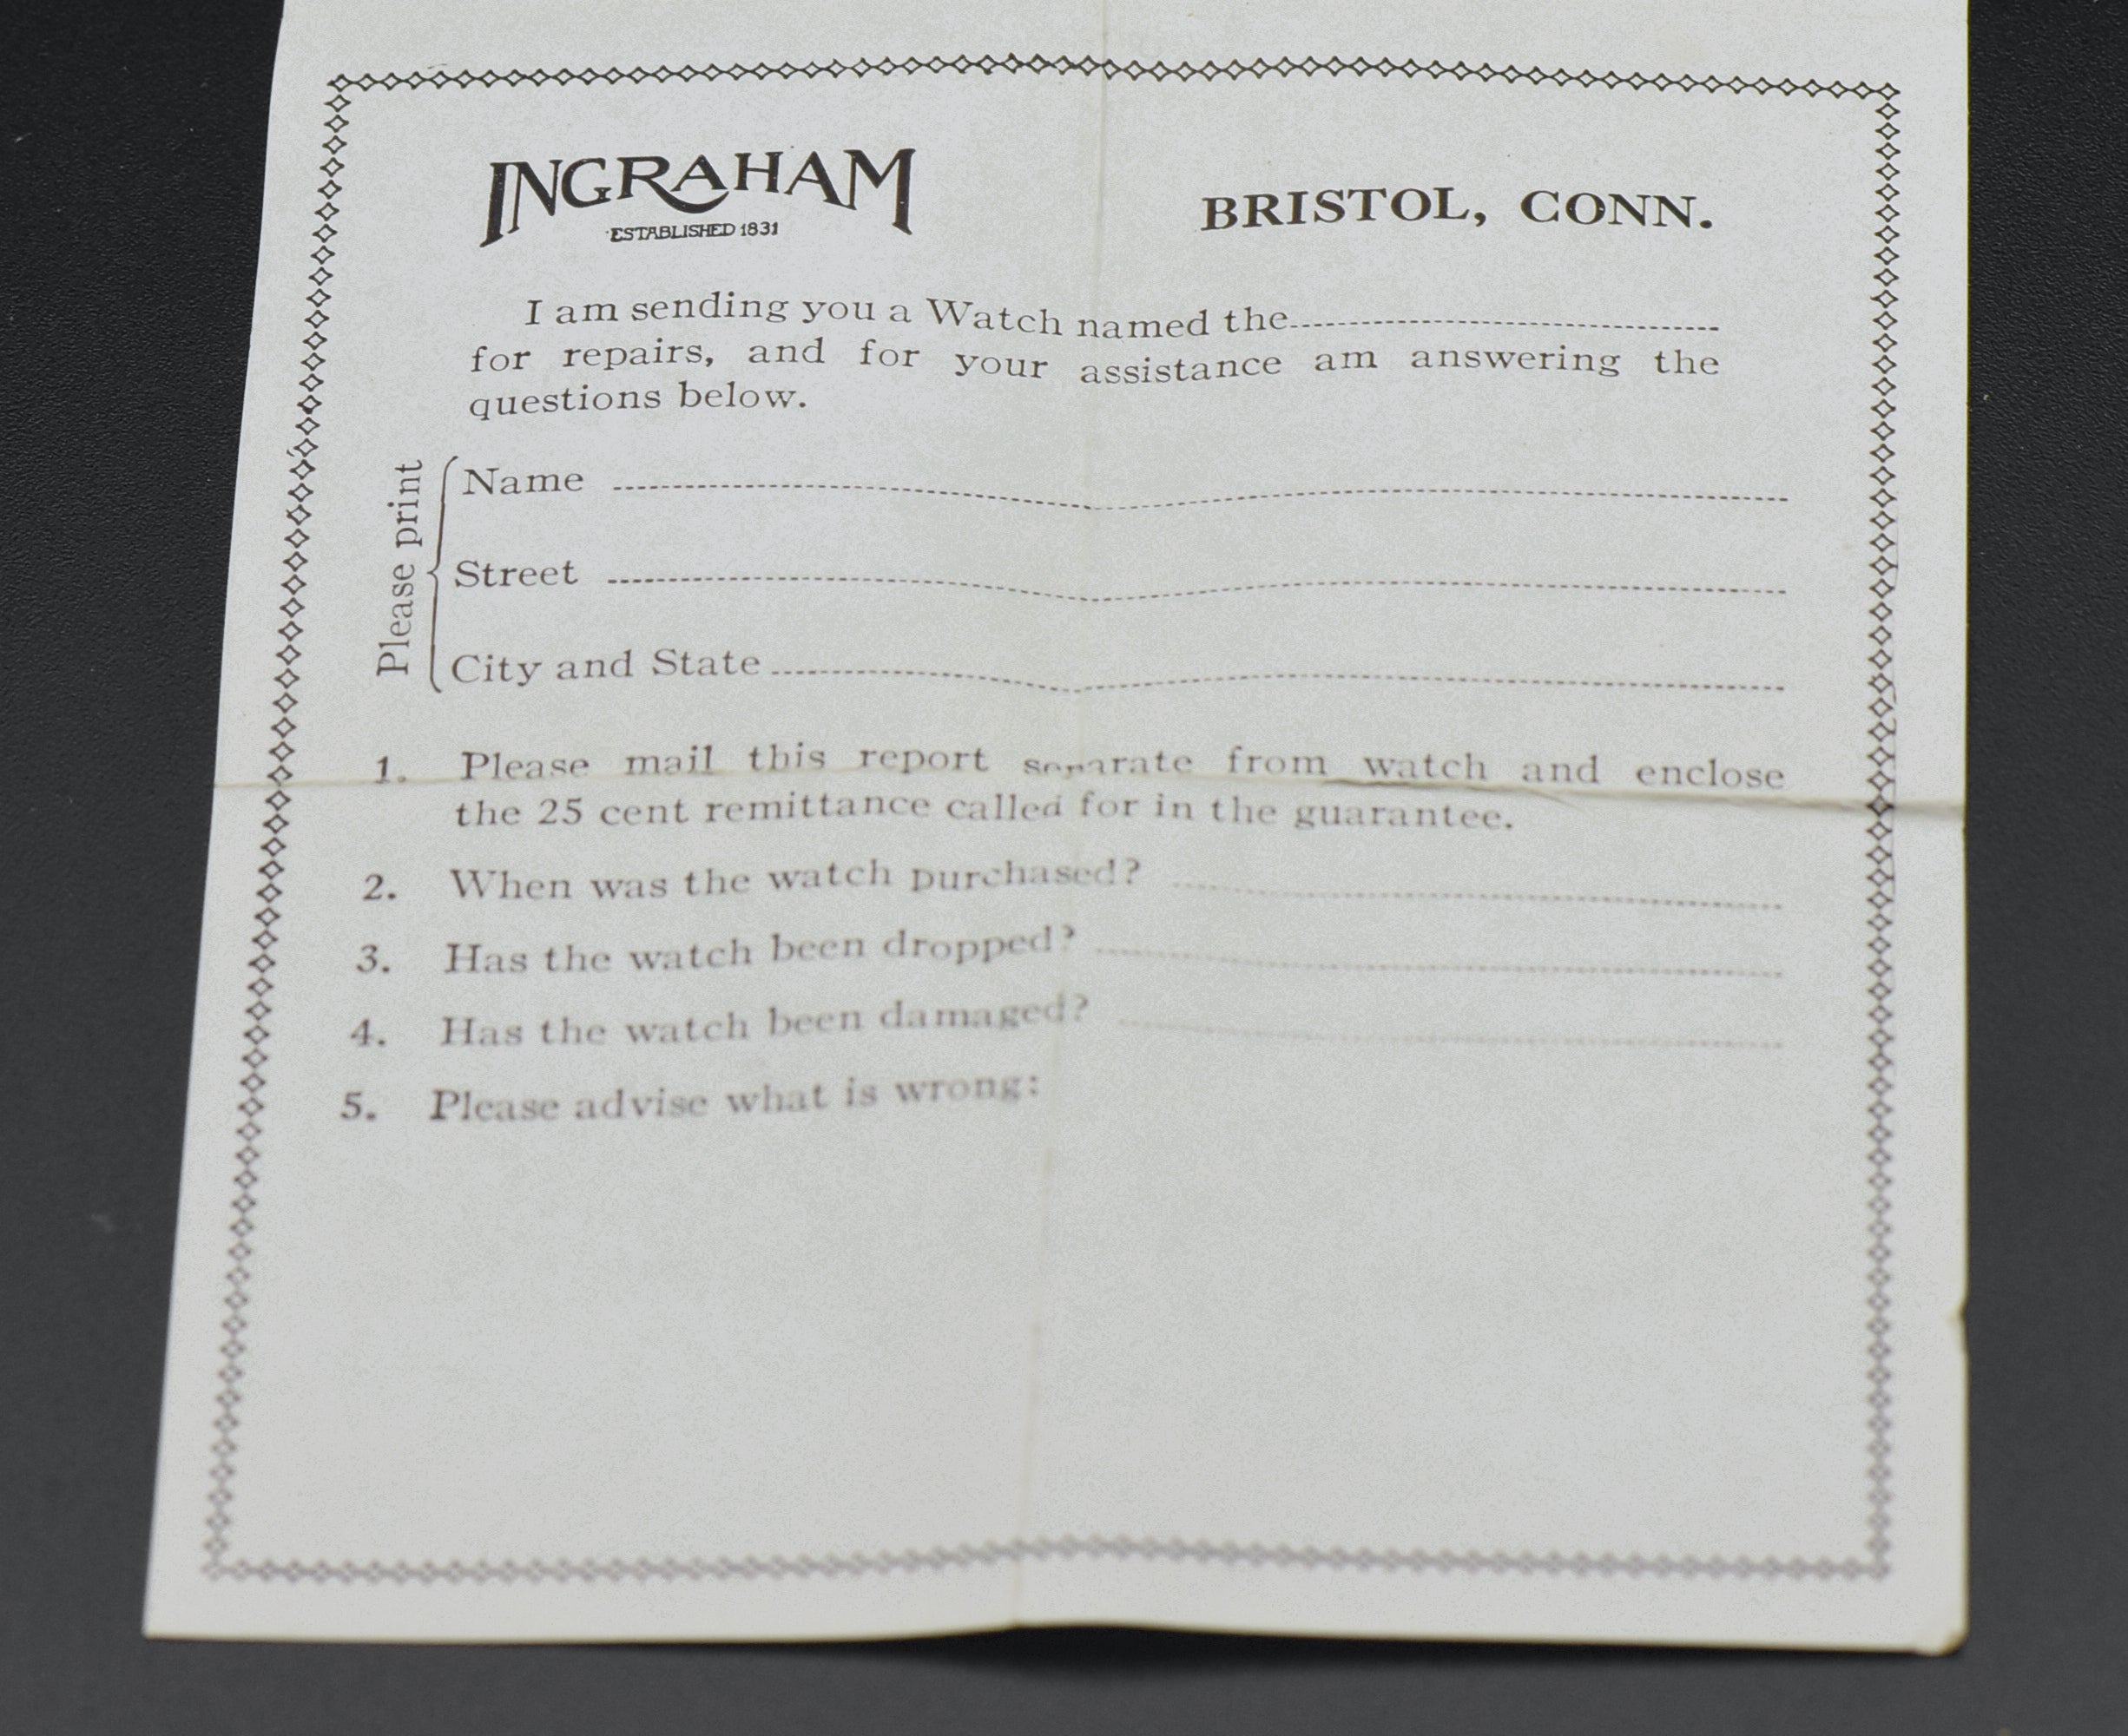 INGRAHAM
ESTABLISHED 1831
BRISTOL, CONN.
I am sending you a Watch named the
for repairs, and for your assistance am answering the
questions below.
Please print
Name
Street
City and State
1. Please mail this report separate from watch and enclose
the 25 cent remittance called for in the guarantee.
2. When was the watch purchased?
3. Has the watch been dropped?
4. Has the watch been damaged?
5. Please advise what is wrong: